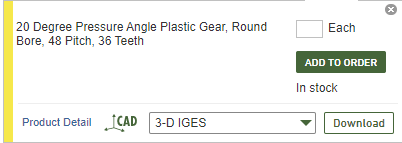 20 Degree Pressure Angle Plastic Gear, Round
Bore, 48 Pitch, 36 Teeth
Each
ADD TO ORDER
In stock
Product Detail
CAD
3-D IGES
Download